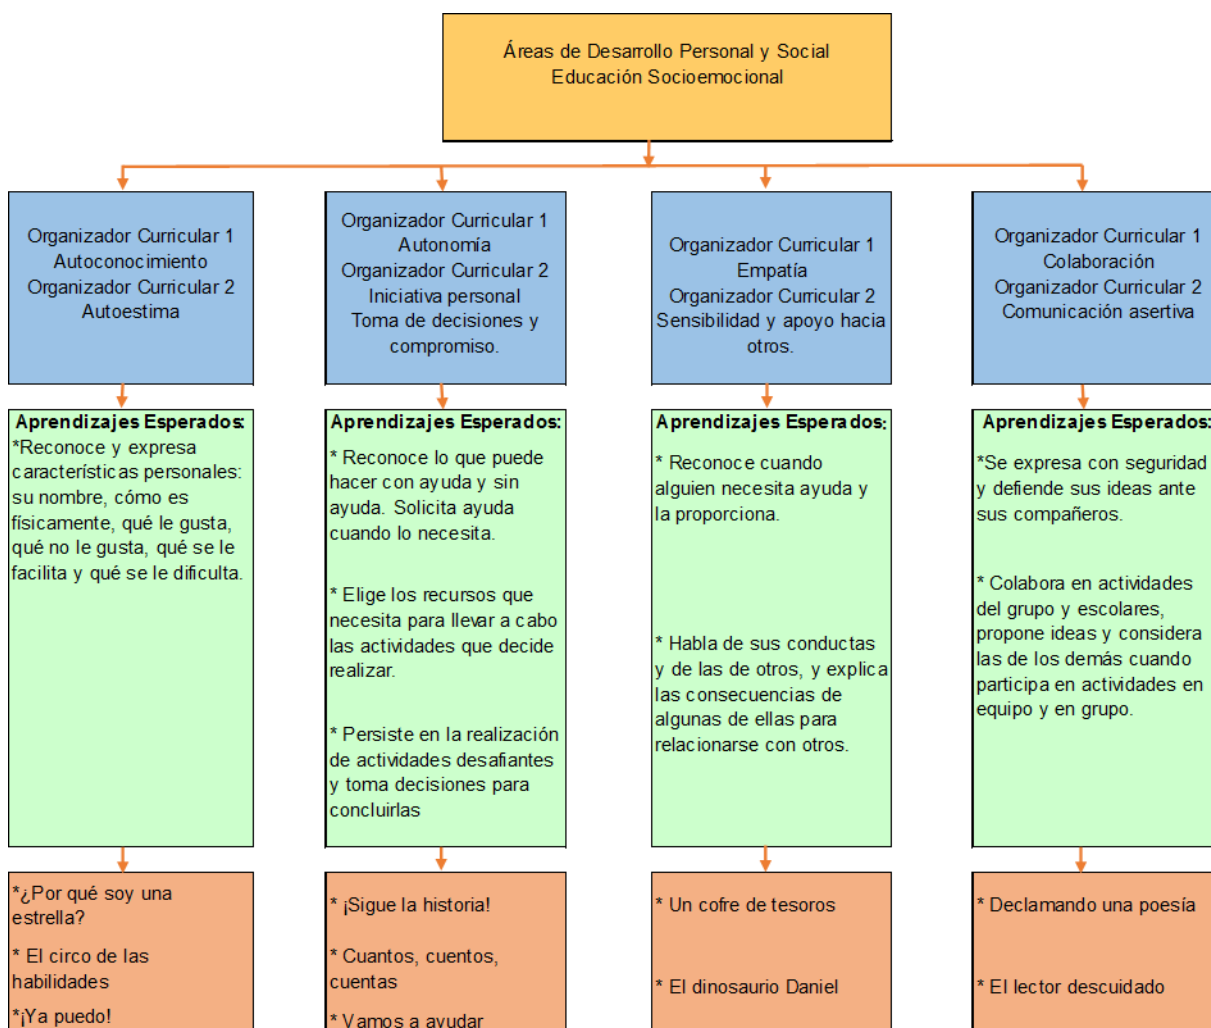 Áreas de Desarrollo Personal y Social
Educación Socioemocional
Organizador Curricular 1
Autoconocimiento
Organizador Curricular 2
Autoestima
Organizador Curricular 1
Autonomía
Organizador Curricular 2
Iniciativa personal
Toma de decisiones y
compromiso.
Organizador Curricular 1
Empatía
Organizador Curricular 2
Sensibilidad y apoyo hacia
otros.
Organizador Curricular 1
Colaboración
Organizador Curricular 2
Comunicación asertiva
Aprendizajes Esperados:
*Reconoce y expresa
características personales:
su nombre, cómo es
físicamente, qué le gusta,
qué no le gusta, qué se le
facilita y qué se le dificulta.
Aprendizajes Esperados:
* Reconoce lo que puede
hacer con ayuda y sin
ayuda. Solicita ayuda
cuando lo necesita.
* Elige los recursos que
necesita para llevar a cabo
las actividades que decide
realizar.
* Persiste en la realización
de actividades desafiantes
y toma decisiones para
concluirlas
Aprendizajes Esperados:
* Reconoce cuando
alguien necesita ayuda y
la proporciona.
* Habla de sus conductas
y de las de otros, y explica
las consecuencias de
algunas de ellas para
relacionarse con otros.
Aprendizajes Esperados:
*Se expresa con seguridad
y defiende sus ideas ante
sus compañeros.
* Colabora en actividades
del grupo y escolares,
propone ideas y considera
las de los demás cuando
participa en actividades en
equipo y en grupo.
*¿Por qué soy una
estrella?
* El circo de las
habilidades
*¡Ya puedo!
* ¡Sigue la historia!
* Cuantos, cuentos,
cuentas
* Vamos a ayudar
* Un cofre de tesoros
* El dinosaurio Daniel
* Declamando una poesía
* El lector descuidado